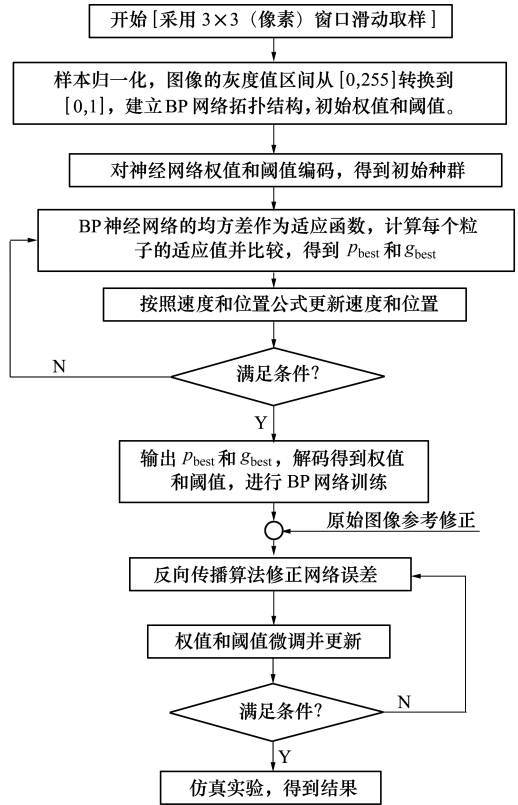 开始[采用 3×3（像素）窗口滑动取样]
样本归一化，图像的灰度值区间从[0,255]转换到
[0,1]，建立BP网络拓扑结构，初始权值和阈值。
对神经网络权值和阈值编码，得到初始种群
BP神经网络的均方差作为适应函数，计算每个粒
子的适应值并比较，得到 pbest和gbest
按照速度和位置公式更新速度和位置
满足条件？
N
Y
输出 pbest和gbest，解码得到权值
和阈值，进行 BP 网络训练
原始图像参考修正
反向传播算法修正网络误差
权值和阈值微调并更新
满足条件？
N
Y
仿真实验，得到结果